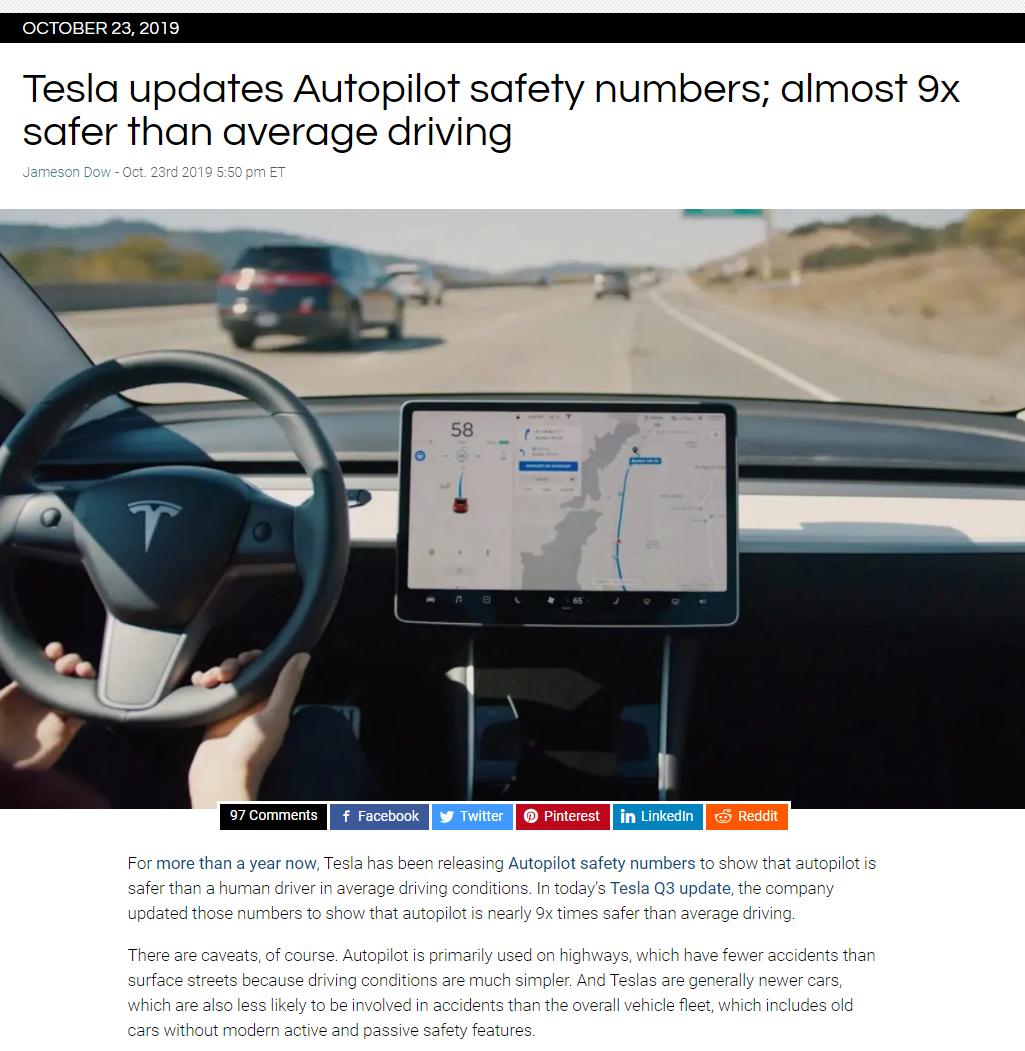 OCTOBER 23, 2019
Tesla updates Autopilot safety numbers; almost 9x
safer than average driving
Jameson Dow - Oct. 23rd 2019 5:50 pm ET
58
65
97 Comments
Facebook
Twitter
Pinterest
LinkedIn
Reddit
For more than a year now, Tesla has been releasing Autopilot safety numbers to show that autopilot is
safer than a human driver in average driving conditions. In today's Tesla Q3 update, the company
updated those numbers to show that autopilot is nearly 9x times safer than average driving.
There are caveats, of course. Autopilot is primarily used on highways, which have fewer accidents than
surface streets because driving conditions are much simpler. And Teslas are generally newer cars,
which are also less likely to be involved in accidents than the overall vehicle fleet, which includes old
cars without modern active and passive safety features.